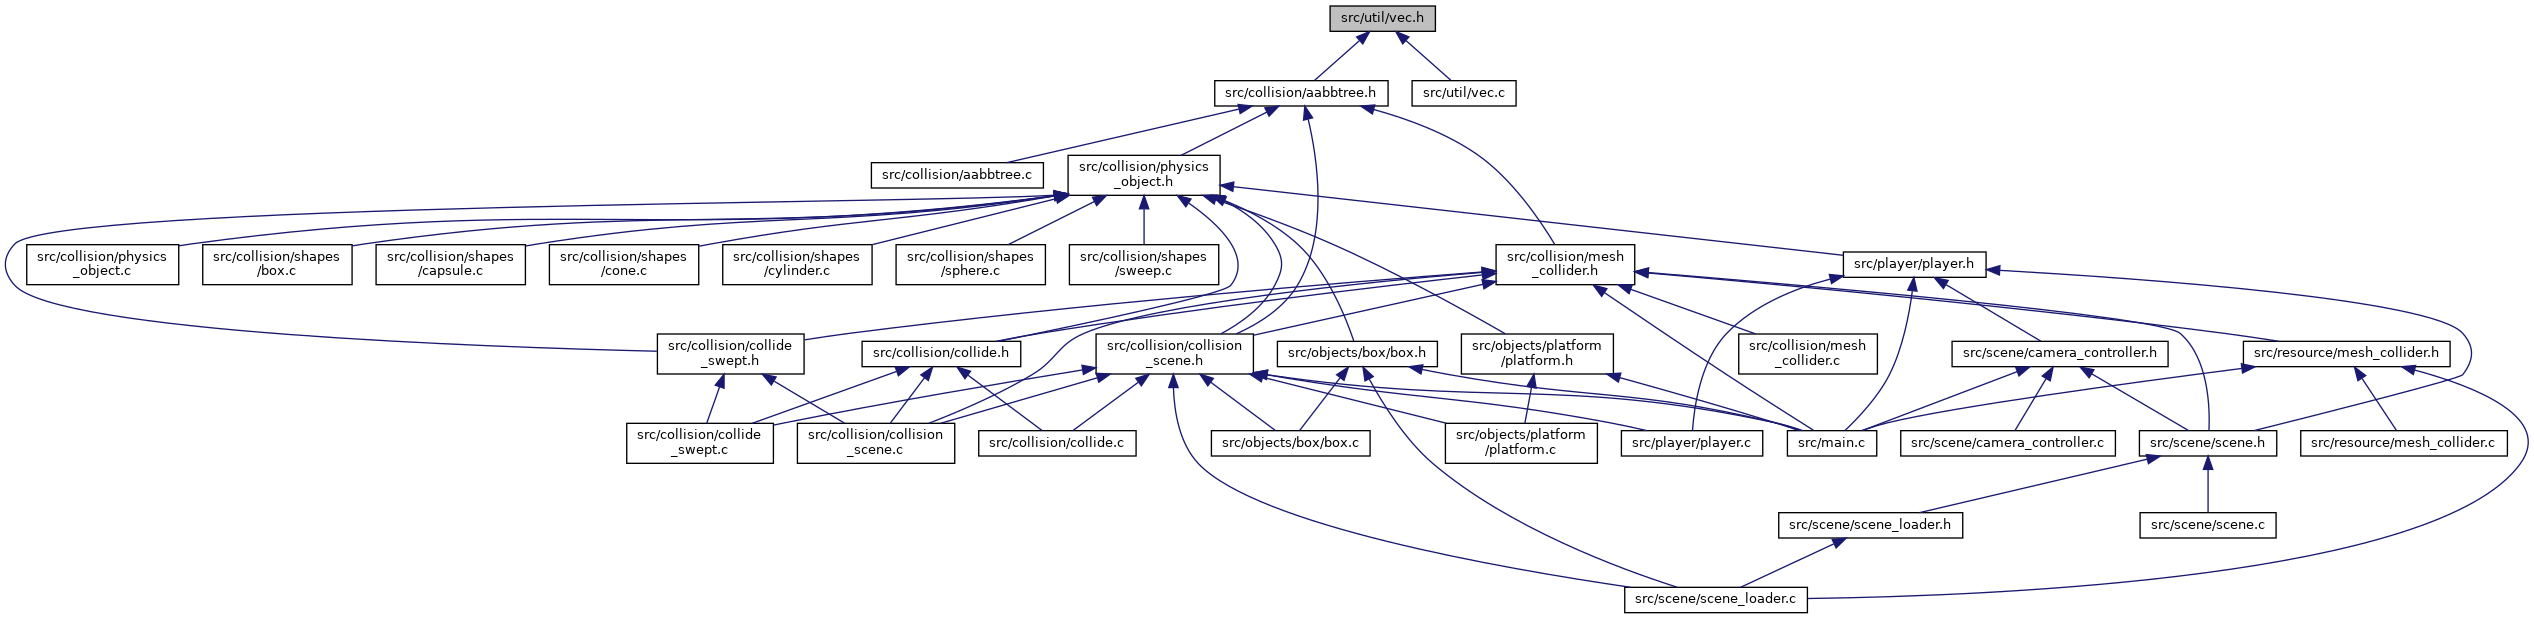 src/util/vec.h
src/collision/aabbtree.h
src/util/vec.c
src/collision/aabbtree.c
src/collision/physics
_object.h
src/collision/physics
_object.c
src/collision/shapes
/box.c
src/collision/shapes
/capsule.c
src/collision/shapes
/cone.c
src/collision/shapes
/cylinder.c
src/collision/shapes
/sphere.c
src/collision/shapes
/sweep.c
src/collision/mesh
_collider.h
src/player/player.h
src/collision/collide
_swept.h
src/collision/collide.h
src/collision/collision
_scene.h
src/objects/box/box.h
src/objects/platform
/platform.h
src/collision/mesh
_collider.c
src/scene/camera_controller.h
src/resource/mesh_collider.h
src/collision/collide
_swept.c
src/collision/collision
_scene.c
src/collision/collide.c
src/objects/box/box.c
src/objects/platform
/platform.c
src/player/player.c
src/main.c
src/scene/camera_controller.c
src/scene/scene.h
src/resource/mesh_collider.c
src/scene/scene_loader.h
src/scene/scene.c
src/scene/scene_loader.c